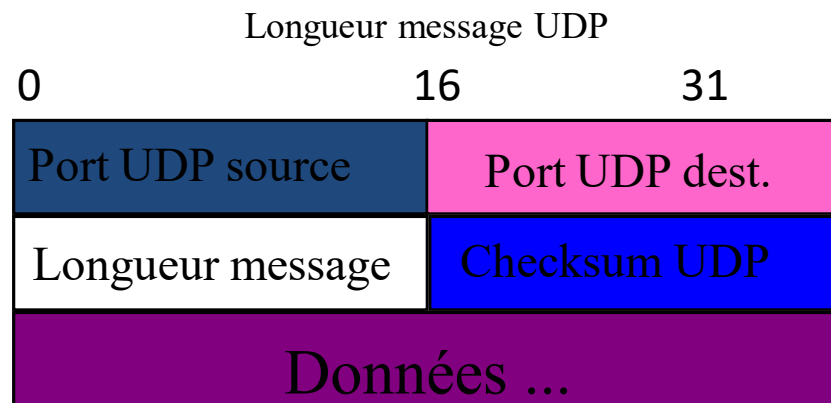 Longueur message UDP
0 16 31
Port UDP source Port UDP dest.
Longueur message Checksum UDP
Données ...